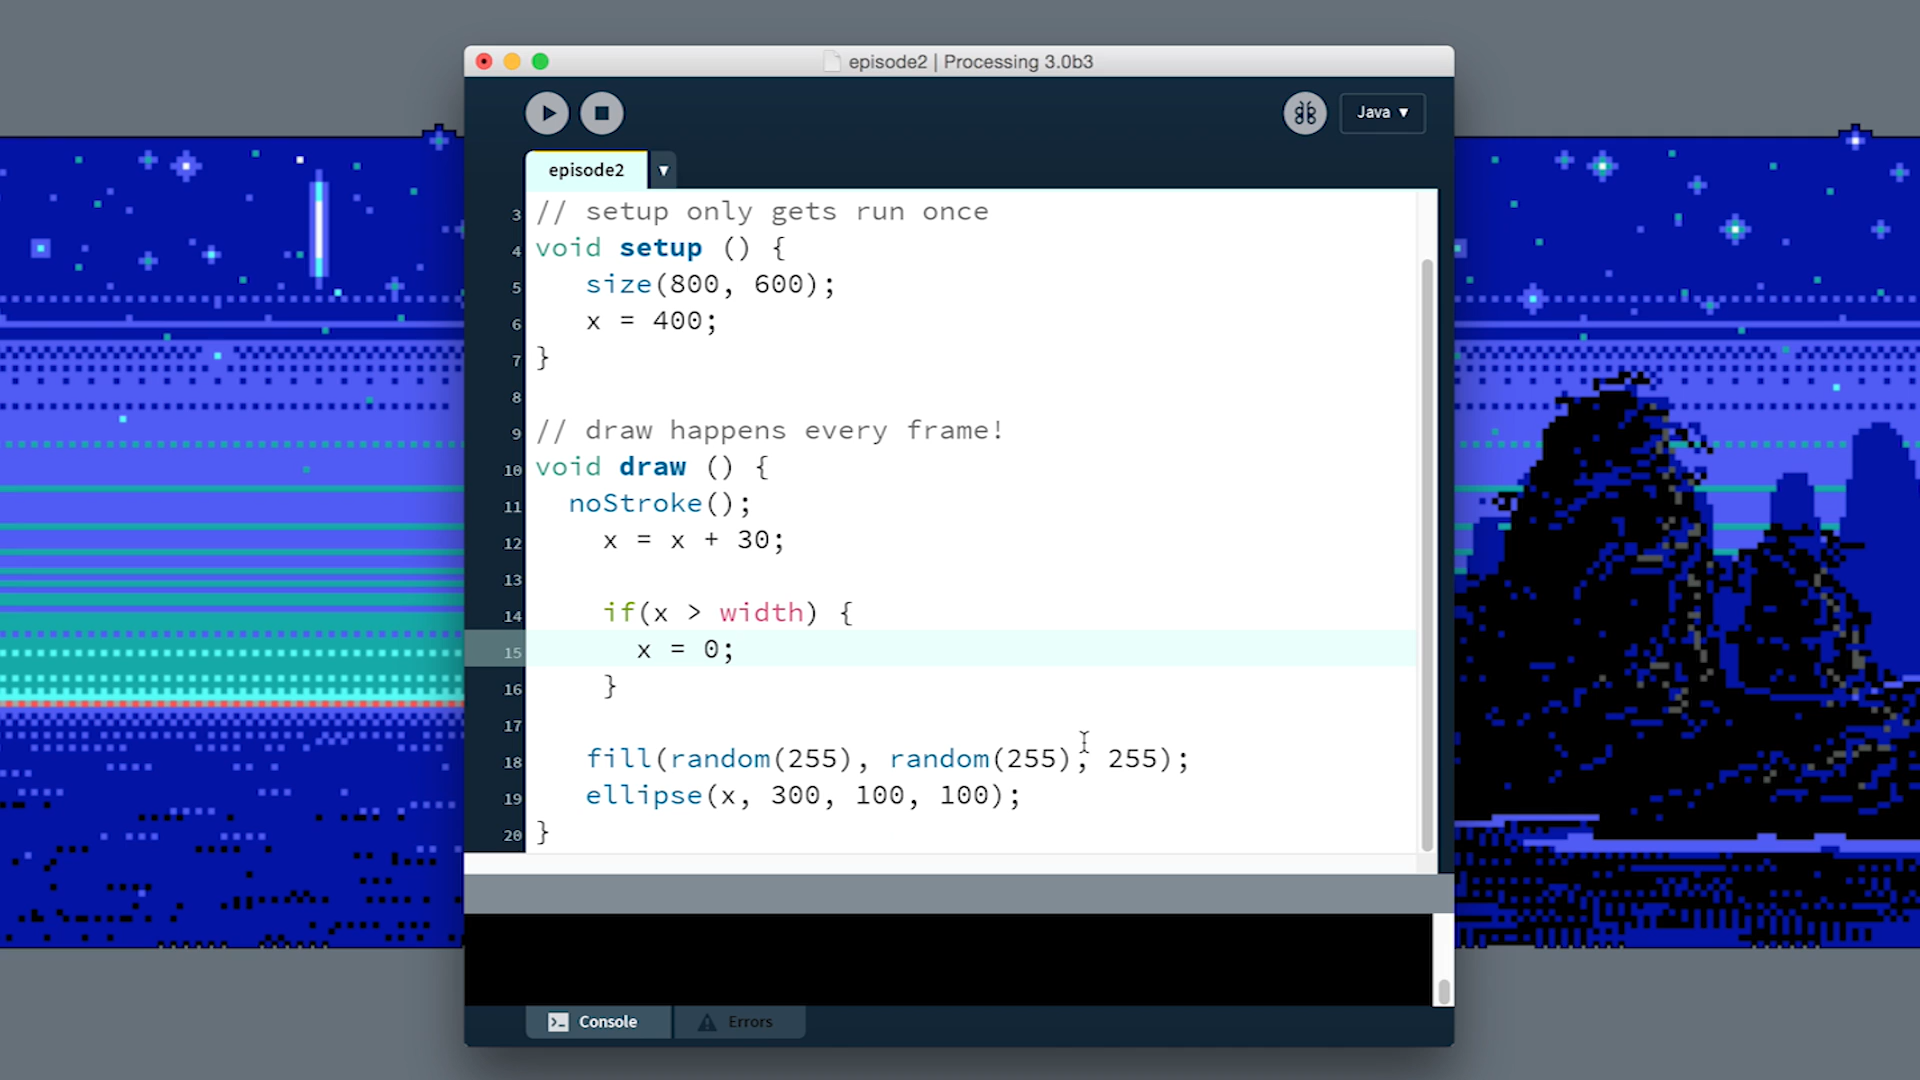 episode2 | Processing 3.0b3
Java ▼
episode2 ▼
3 // setup only gets run once
4 void setup () {
5 size(800, 600);
6 x = 400;
7 }
8
9 // draw happens every frame!
10 void draw () {
11 noStroke();
12 x = x + 30;
13
14 if(x > width) {
15 x = 0;
16 }
17
18 fill(random(255), random(255), 255);
19 ellipse(x, 300, 100, 100);
20 }
Console Errors